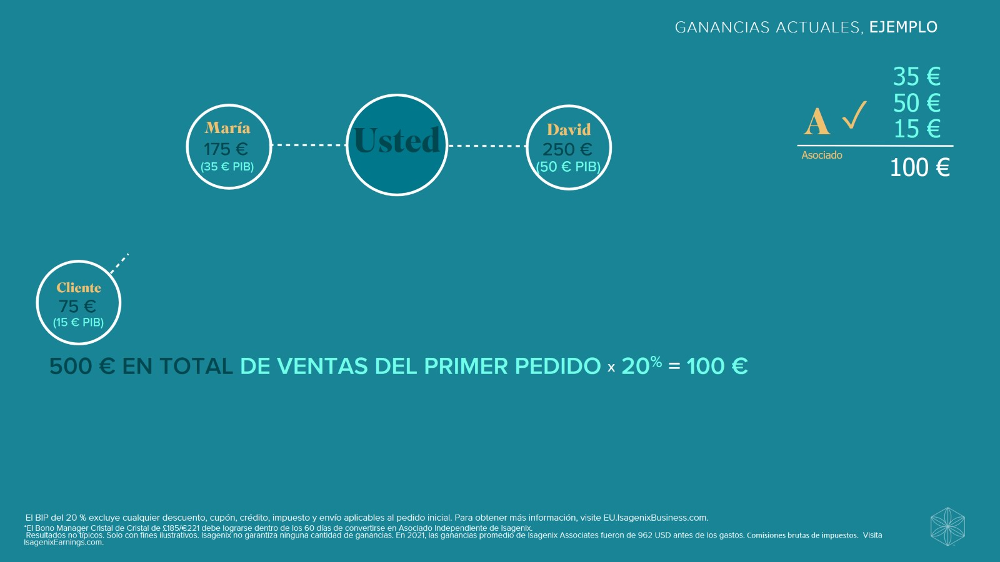 GANANCIAS ACTUALES, EJEMPLO
35 €
50 €
15 €
A ✓
Asociado
100 €
María
175 €
(35 € PIB)
Usted
David
250 €
(50 € PIB)
Cliente
75 €
(15 € PIB)
500 € EN TOTAL DE VENTAS DEL PRIMER PEDIDO x 20% = 100 €
El BIP del 20 % excluye cualquier descuento, cupón, crédito, impuesto y envío aplicables al pedido inicial. Para obtener más información, visite EU.IsagenixBusiness.com.
*El Bono Manager Cristal de Cristal de £185/€221 debe lograrse dentro de los 60 días de convertirse en Asociado Independiente de Isagenix.
Resultados no típicos. Solo con fines ilustrativos. Isagenix no garantiza ninguna cantidad de ganancias. En 2021, las ganancias promedio de Isagenix Associates fueron de 962 USD antes de los gastos. Comisiones brutas de impuestos. Visita
IsagenixEarnings.com.